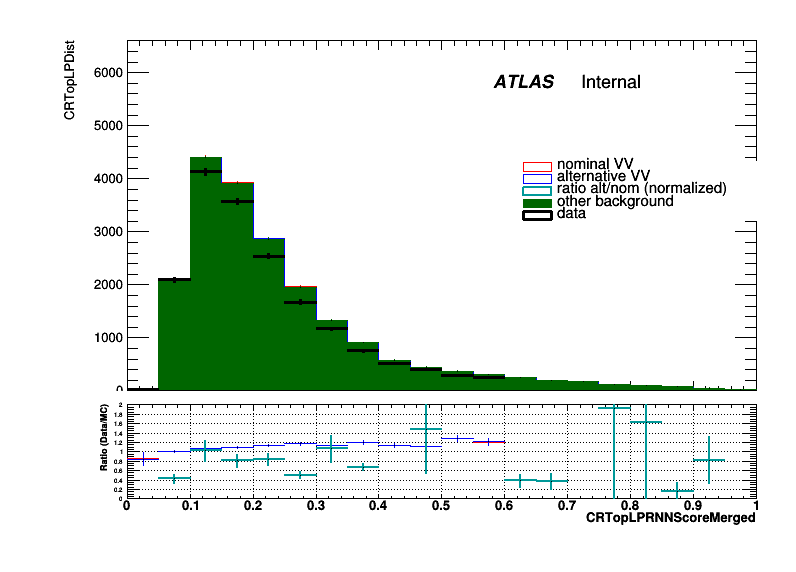 CRTopLPDist
6000
5000
4000
3000
2000
1000
0
ATLAS Internal
nominal VV
alternative VV
ratio alt/nom (normalized)
other background
data
Ratio (Data/MC)
2
1.8
1.6
1.4
1.2
1
0.8
0.6
0.4
0.2
0
0 0.1 0.2 0.3 0.4 0.5 0.6 0.7 0.8 0.9 1
CRTopLPRNNScoreMerged